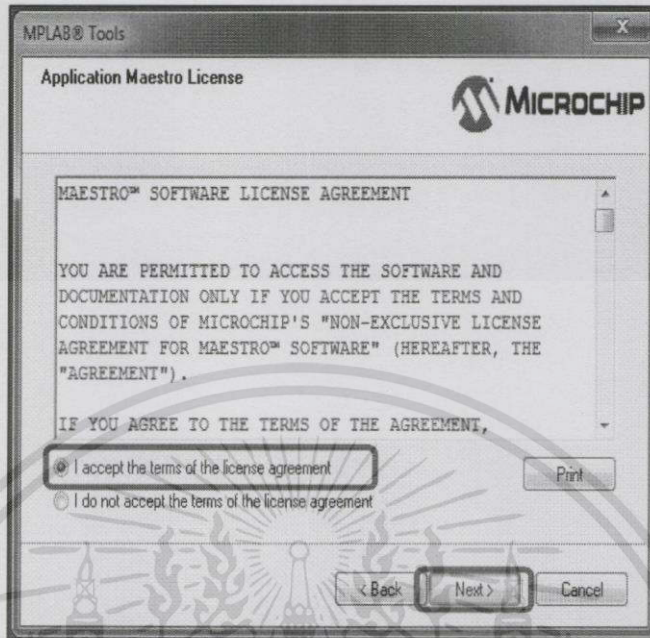 MPLAB® Tools
X
Application Maestro License
MICROCHIP
MAESTRO℠ SOFTWARE LICENSE AGREEMENT
YOU ARE PERMITTED TO ACCESS THE SOFTWARE AND
DOCUMENTATION ONLY IF YOU ACCEPT THE TERMS AND
CONDITIONS OF MICROCHIP'S "NON-EXCLUSIVE LICENSE
AGREEMENT FOR MAESTRO℠ SOFTWARE" (HEREAFTER, THE
"AGREEMENT").
IF YOU AGREE TO THE TERMS OF THE AGREEMENT,
I accept the terms of the license agreement
Print
I do not accept the terms of the license agreement
< Back
Next >
Cancel